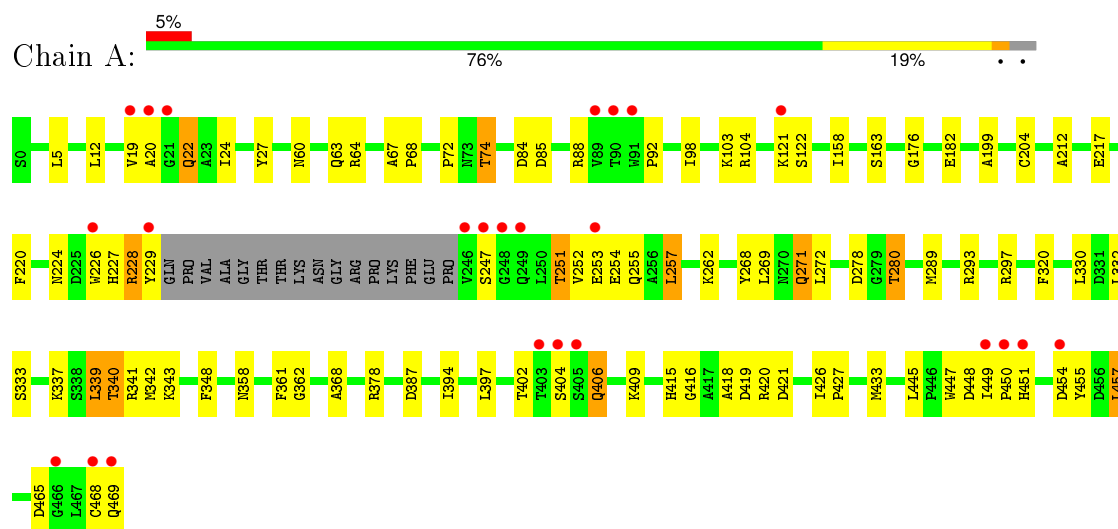 5%
Chain A:
76% 19% • •
S0 L5 L12 V19 A20 G21 Q22 A23 I24 Y27 N60 Q63 R64 A67 P68 P72 N73 T74 D84 D85 R88 V89 T90 W91 P92 I98 K103 R104 K121 S122 I158 S163 G176 E182 A199 C204 A212 E217
F220 N224 D225 W226 H227 R228 Y229 GLN PRO VAL ALA GLY THR THR LYS ASN GLY ARG PRO LYS PHE GLU PRO V246 S247 G248 Q249 L250 T251 V252 E253 E254 Q255 A256 L257 K262 Y268 L269 N270 Q271 L272 D278 G279 T280 M289 R293 R297 F320 L330 D331 L332
S333 K337 S338 L339 T340 R341 M342 K343 F348 N358 F361 G362 A368 R378 D387 I394 L397 T402 T403 S404 S405 Q406 K409 H415 G416 A417 A418 D419 R420 D421 I426 P427 M433 L445 P446 W447 D448 I449 P450 H451 D454 Y455 D456 L457
D465 G466 L467 C468 Q469